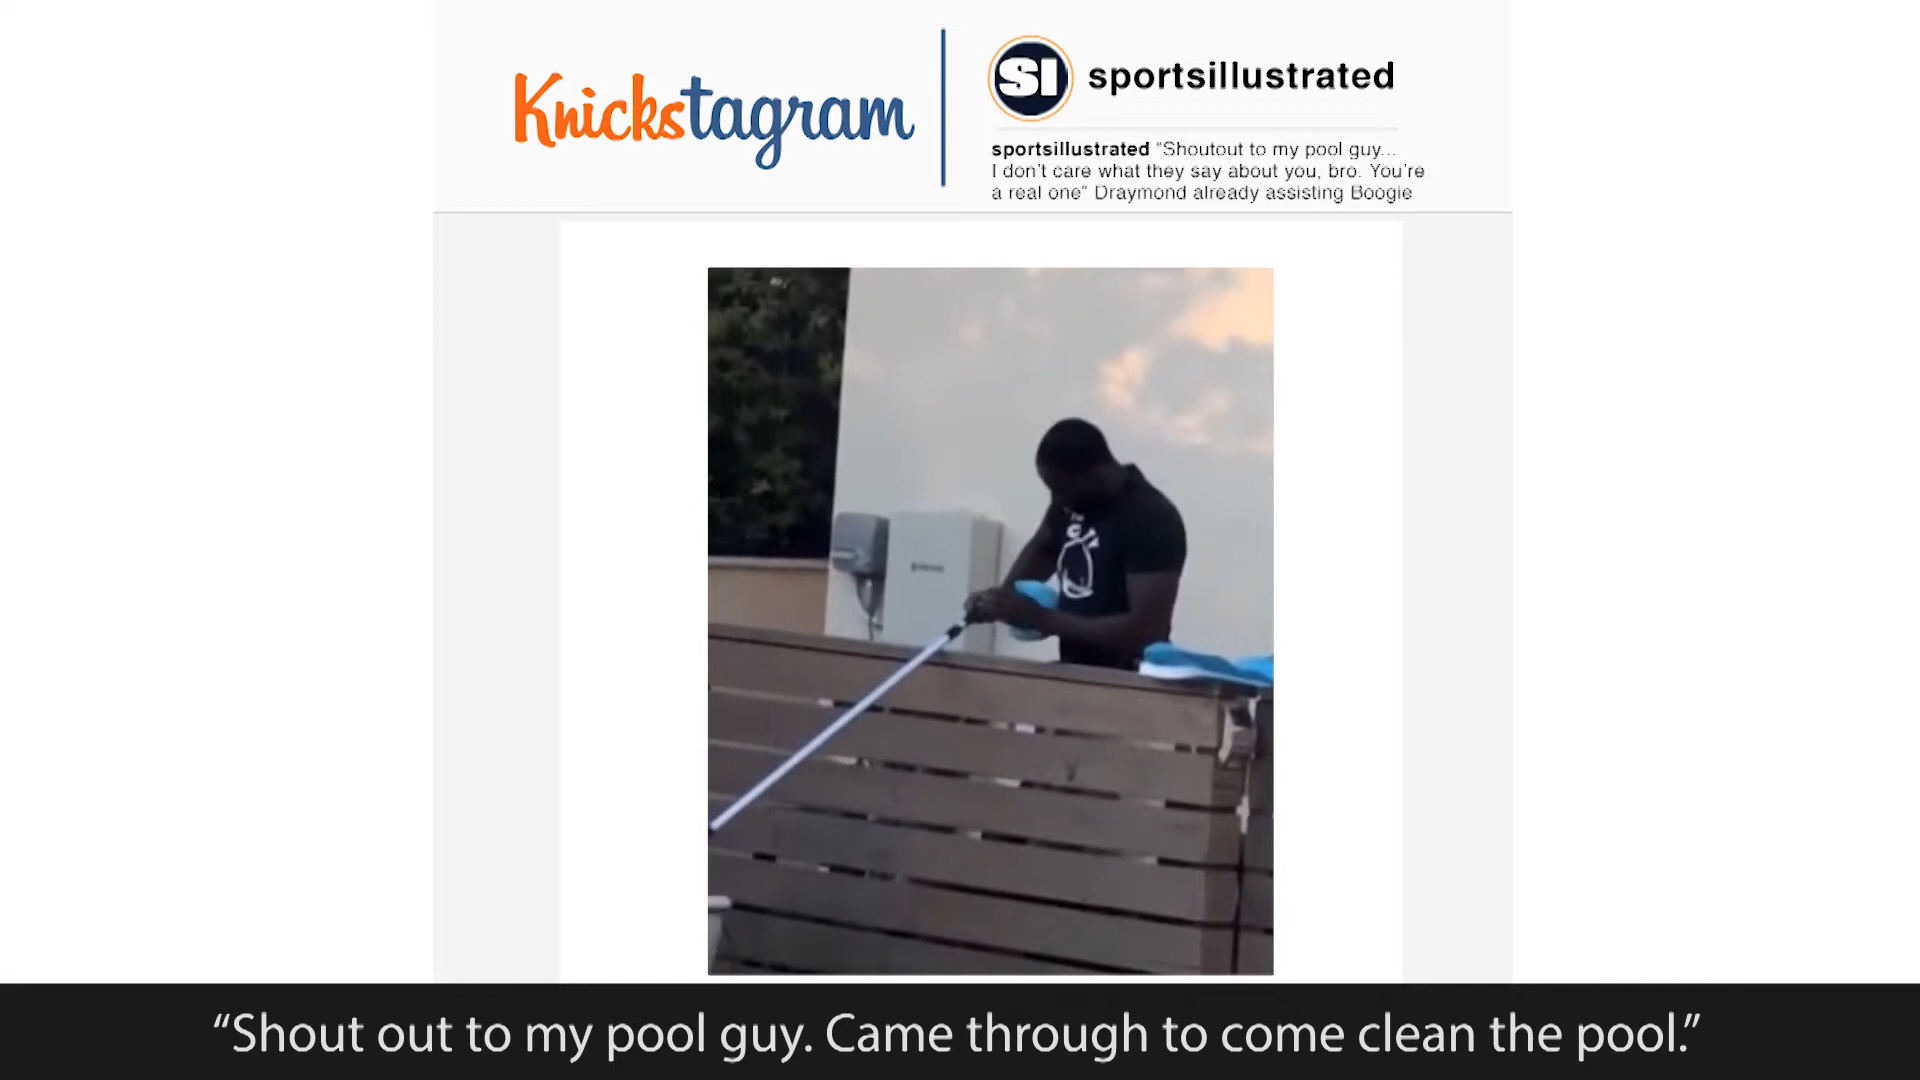 Knickstagram
SI sportsillustrated
sportsillustrated “Shoutout to my pool guy...
I don't care what they say about you, bro. You're
a real one” Draymond already assisting Boogie
“Shout out to my pool guy. Came through to come clean the pool.”